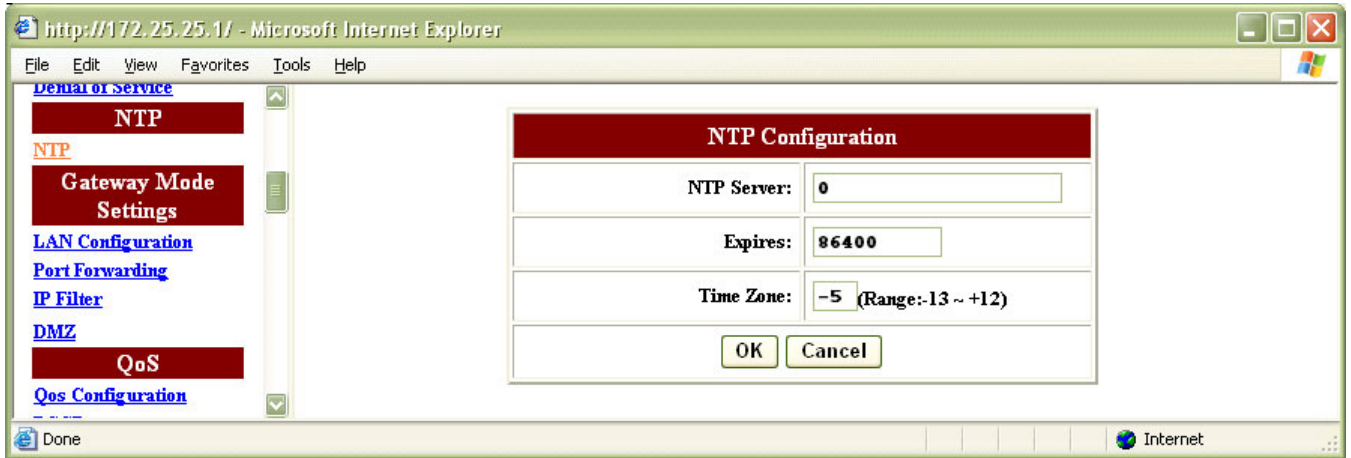 http://172.25.25.1/ - Microsoft Internet Explorer
File Edit View Favorites Tools Help
Denial of Service
NTP
NTP
Gateway Mode
Settings
LAN Configuration
Port Forwarding
IP Filter
DMZ
QoS
Qos Configuration
NTP Configuration
NTP Server: 0
Expires: 86400
Time Zone: -5 (Range:-13 ~ +12)
OK Cancel
Done Internet